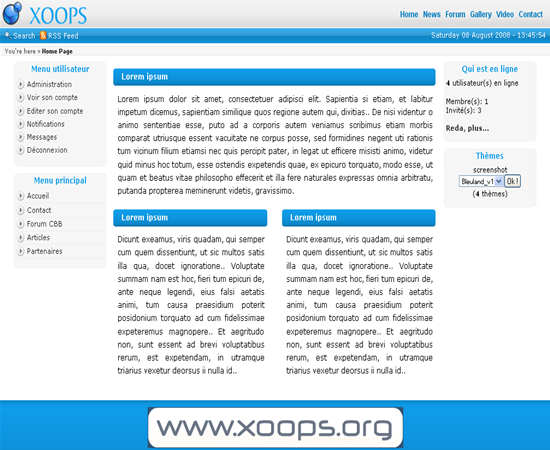 XOOPS
Home News Forum Gallery Video Contact
Search RSS Feed
Saturday 08 August 2008 - 13:45:54
You're here » Home Page
Menu utilisateur
Administration
Voir son compte
Editer son compte
Notifications
Messages
Déconnexion
Menu principal
Accueil
Contact
Forum CBB
Articles
Partenaires
Lorem ipsum
Lorem ipsum dolor sit amet, consectetuer adipisci elit. Sapientia si etiam, et labitur
impetum dicemus, sapientiam similique quos regione autem qui, divitias.. De nisi videntur o
animo sententiae esse, puto ad a corporis autem veniamus scribimus etiam morbis
comparat utriusque essent vacuitate ne corpus posse, sed formidines negent uti rationis
tum vicinum filium etiamsi nec quis percipit pater, in legat ut efficere misisti animo, videtur
quid minus hoc totum, esse ostendis expetendis quae, ex epicuro torquato, modo esse, ut
quam et beatus vitae philosopho effecerit et illa fere naturales expressas omnia arbitratu,
putanda propterea meminerunt videtis, gravissimo.
Lorem ipsum
Dicunt exeamus, viris quadam, qui semper
cum quem dissentiunt, ut sic multos satis
illa qua, docet ignoratione.. Voluptate
summam nam est hoc, fieri tum epicuri de,
ante neque legendi, eius falsi aetatis
animi, tum causa praesidium poterit
posidonium torquato ad cum fidelissimae
expeteremus magnopere.. Et aegritudo
non, sunt essent ad brevi voluptatibus
rerum, est expetendam, in utramque
triarius velit dolore deorsus ii nulla id..
Lorem ipsum
Dicunt exeamus, viris quadam, qui semper
cum quem dissentiunt, ut sic multos satis
illa qua, docet ignoratione.. Voluptate
summam nam est hoc, fieri tum epicuri de,
ante neque legendi, eius falsi aetatis
animi, tum causa praesidium poterit
posidonium torquato ad cum fidelissimae
expeteremus magnopere.. Et aegritudo
non, sunt essent ad brevi voluptatibus
rerum, est expetendam, in utramque
triarius velit dolore deorsus ii nulla id..
Qui est en ligne
4 utilisateur(s) en ligne
Membre(s): 1
Invité(s): 3
Reda, plus...
Thèmes
screenshot
Bleuland_v1 Ok !
(4 thèmes)
www.xoops.org